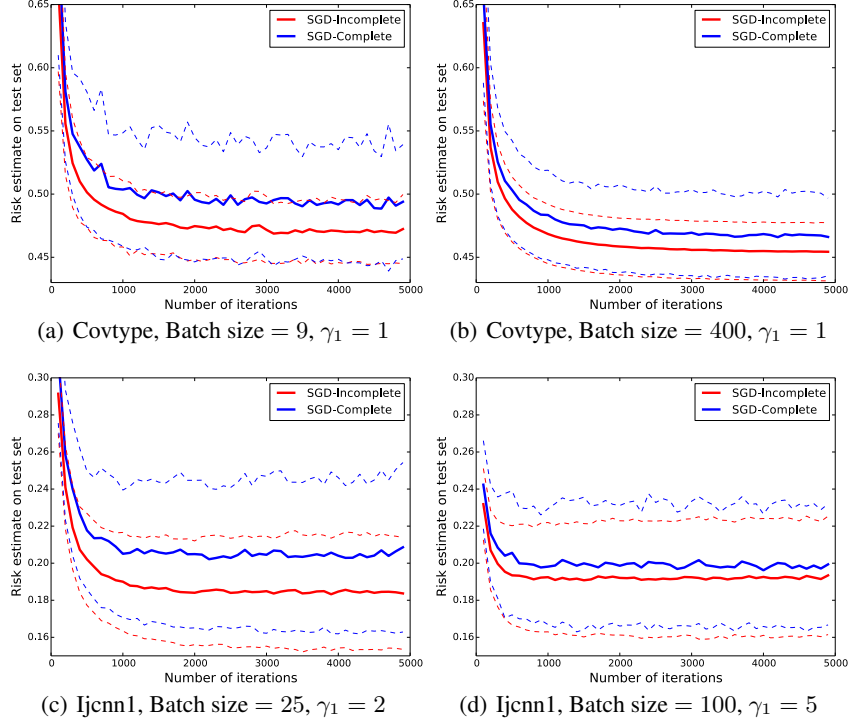 SGD-Incomplete
SGD-Complete
Risk estimate on test set
0.65
0.60
0.55
0.50
0.45
0 1000 2000 3000 4000 5000
Number of iterations
(a) Covtype, Batch size = 9, γ₁ = 1
SGD-Incomplete
SGD-Complete
Risk estimate on test set
0.65
0.60
0.55
0.50
0.45
0 1000 2000 3000 4000 5000
Number of iterations
(b) Covtype, Batch size = 400, γ₁ = 1
SGD-Incomplete
SGD-Complete
Risk estimate on test set
0.30
0.28
0.26
0.24
0.22
0.20
0.18
0.16
0 1000 2000 3000 4000 5000
Number of iterations
(c) Ijcnn1, Batch size = 25, γ₁ = 2
SGD-Incomplete
SGD-Complete
Risk estimate on test set
0.30
0.28
0.26
0.24
0.22
0.20
0.18
0.16
0 1000 2000 3000 4000 5000
Number of iterations
(d) Ijcnn1, Batch size = 100, γ₁ = 5